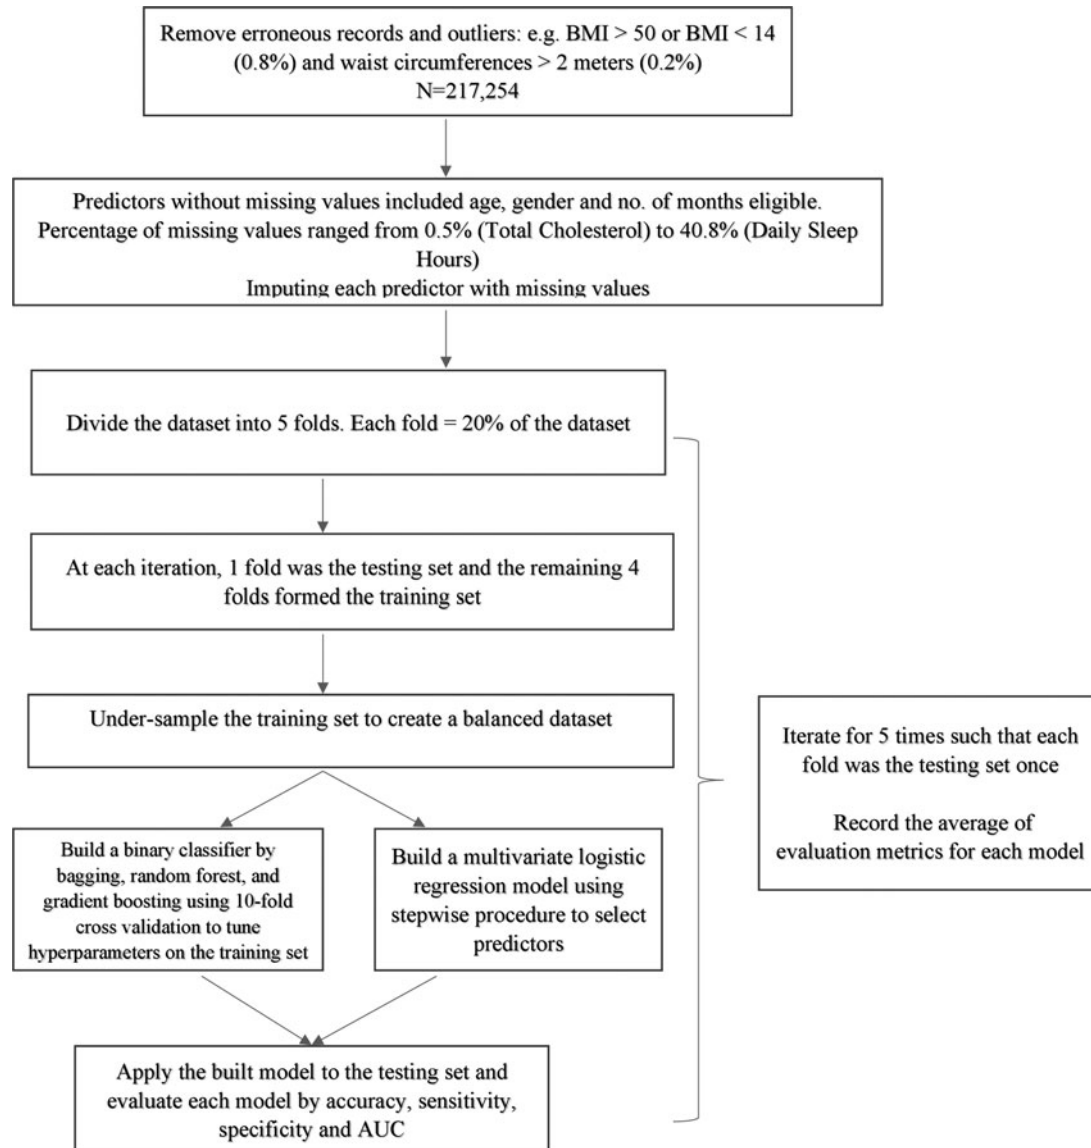 Remove erroneous records and outliers: e.g. BMI > 50 or BMI < 14
(0.8%) and waist circumferences > 2 meters (0.2%)
N=217,254
Predictors without missing values included age, gender and no. of months eligible.
Percentage of missing values ranged from 0.5% (Total Cholesterol) to 40.8% (Daily Sleep
Hours)
Imputing each predictor with missing values
Divide the dataset into 5 folds. Each fold = 20% of the dataset
At each iteration, 1 fold was the testing set and the remaining 4
folds formed the training set
Under-sample the training set to create a balanced dataset
Build a binary classifier by
bagging, random forest, and
gradient boosting using 10-fold
cross validation to tune
hyperparameters on the training set
Build a multivariate logistic
regression model using
stepwise procedure to select
predictors
Apply the built model to the testing set and
evaluate each model by accuracy, sensitivity,
specificity and AUC
Iterate for 5 times such that each
fold was the testing set once
Record the average of
evaluation metrics for each model